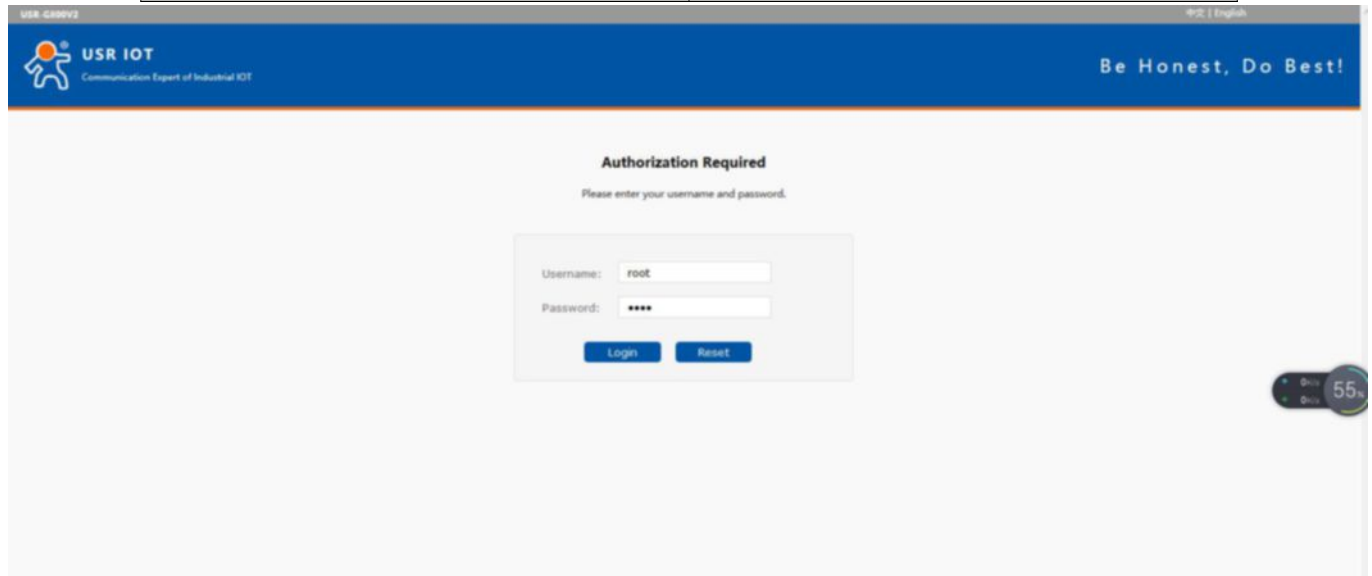 USR-G800V2
中文 | English
USR IOT
Communication Expert of Industrial IOT
Be Honest, Do Best!
Authorization Required
Please enter your username and password.
Username: root
Password: ••••
Login Reset
55%